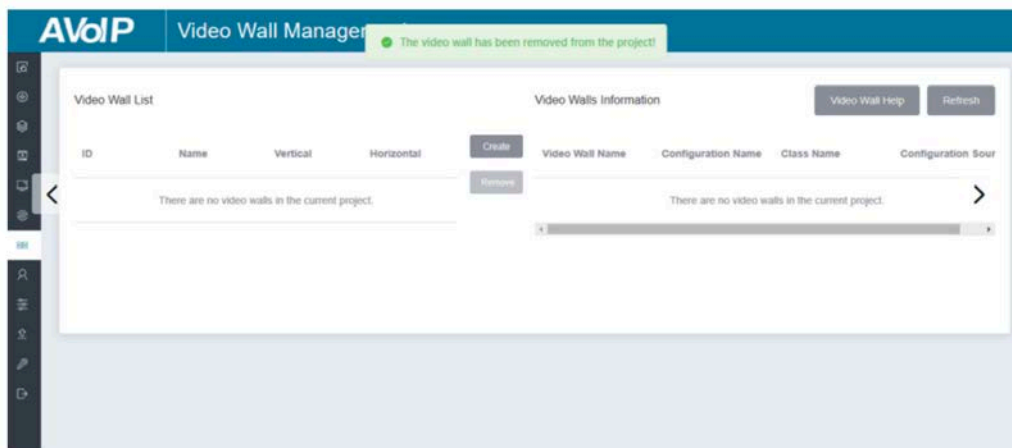 AVoIP
Video Wall Manager
The video wall has been removed from the project!
Video Wall List
Video Walls Information
Video Wall Help
Refresh
ID Name Vertical Horizontal
Create
Video Wall Name Configuration Name Class Name Configuration Sour
Remove
There are no video walls in the current project.
There are no video walls in the current project.